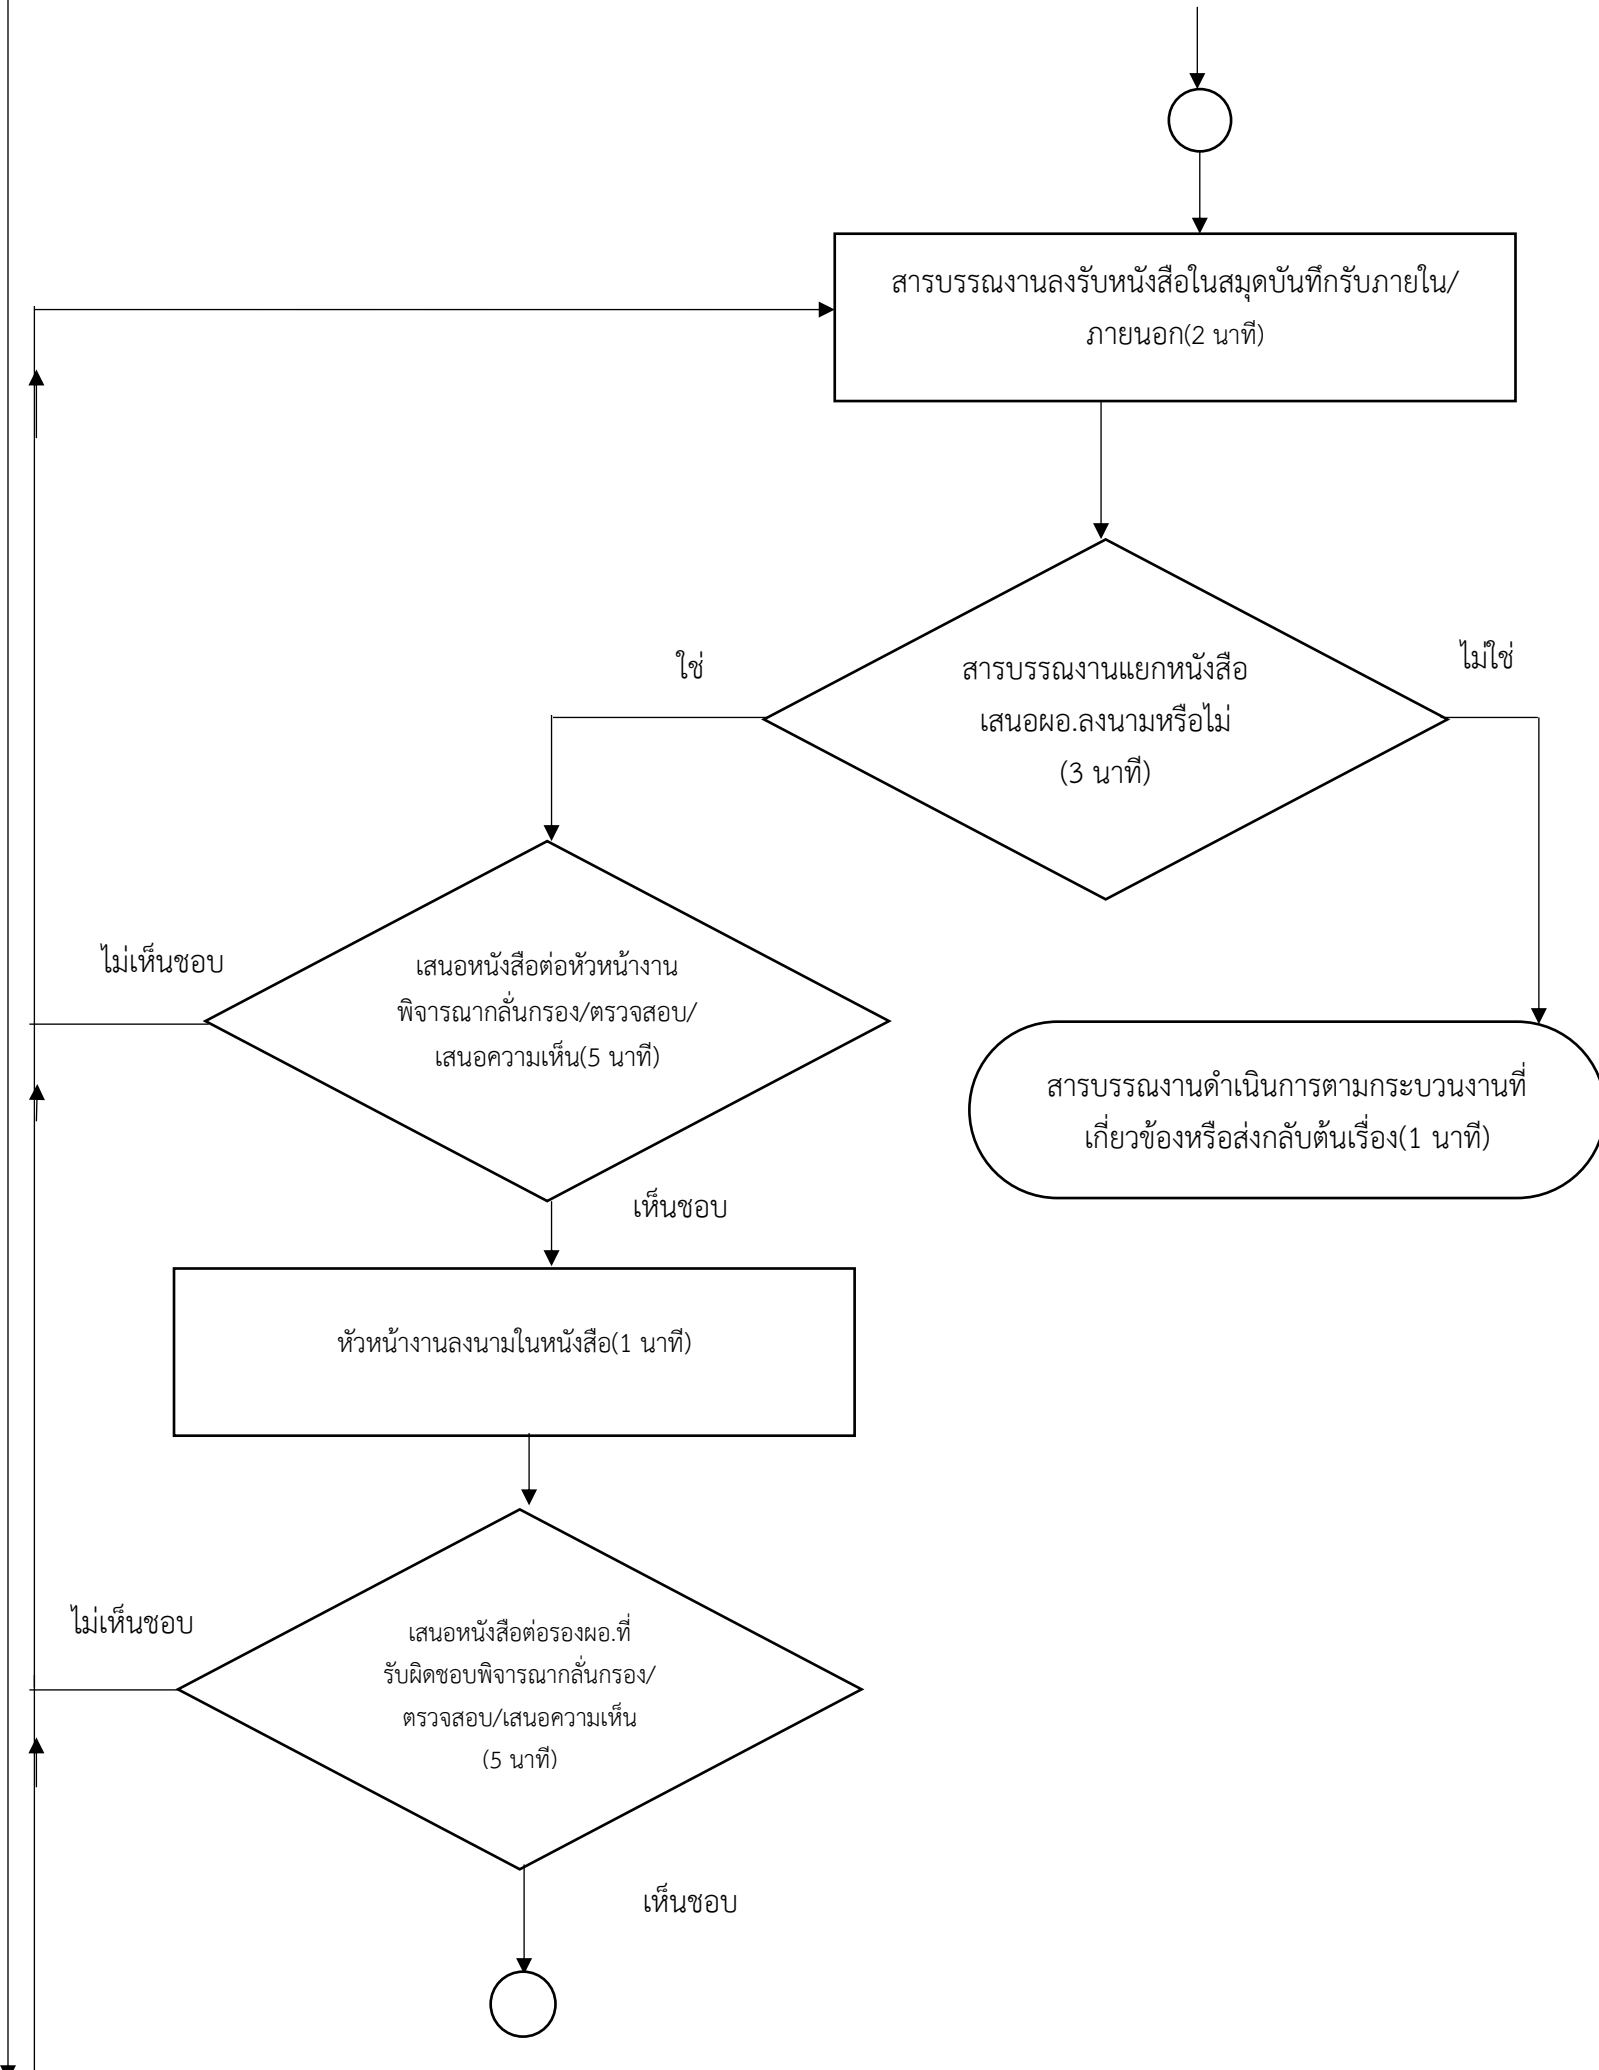 สารบรรณงานลงรับหนังสือในสมุดบันทึกรับภายใน/
ภายนอก(2 นาที)
ใช่
สารบรรณงานแยกหนังสือ
เสนอผอ.ลงนามหรือไม่
(3 นาที)
ไม่ใช่
ไม่เห็นชอบ
เสนอหนังสือต่อหัวหน้างาน
พิจารณากลั่นกรอง/ตรวจสอบ/
เสนอความเห็น(5 นาที)
สารบรรณงานดำเนินการตามกระบวนงานที่
เกี่ยวข้องหรือส่งกลับต้นเรื่อง(1 นาที)
เห็นชอบ
หัวหน้างานลงนามในหนังสือ(1 นาที)
ไม่เห็นชอบ
เสนอหนังสือต่อรองผอ.ที่
รับผิดชอบพิจารณากลั่นกรอง/
ตรวจสอบ/เสนอความเห็น
(5 นาที)
เห็นชอบ